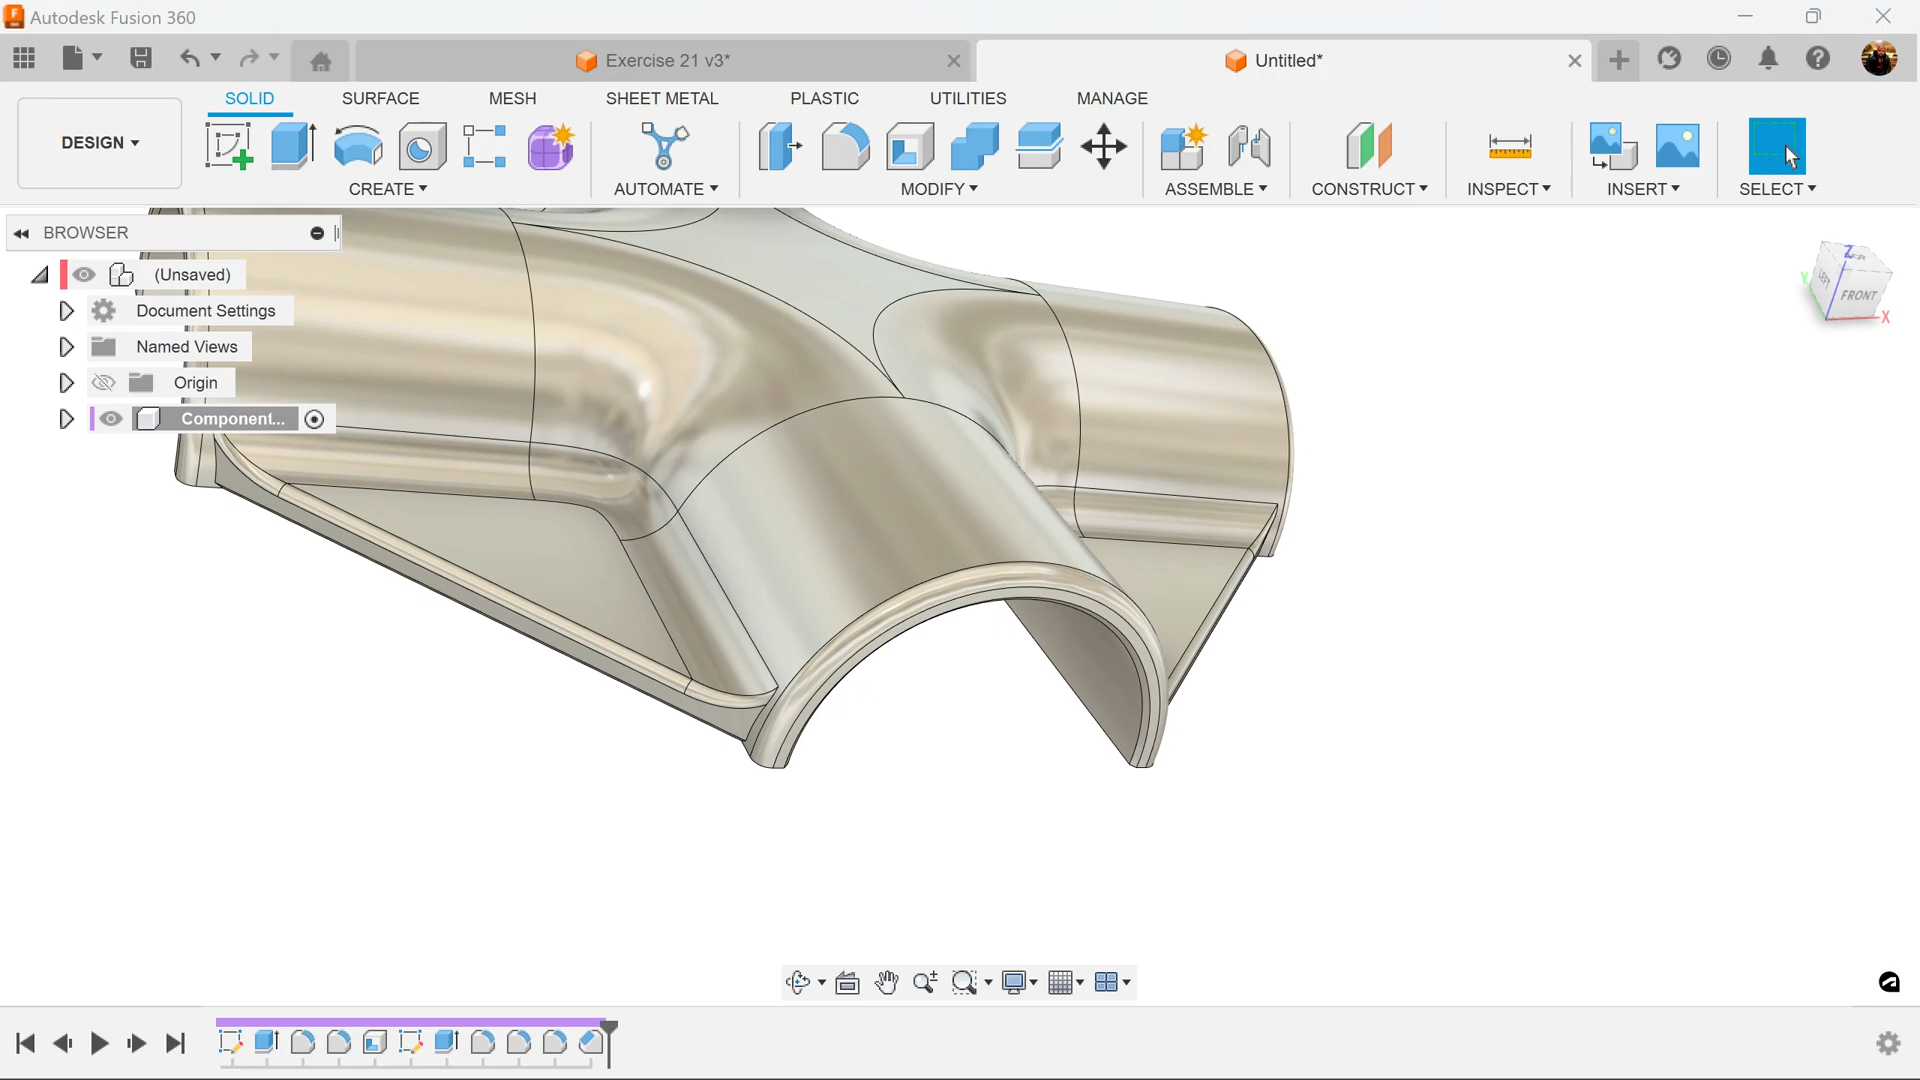 Autodesk Fusion 360
Exercise 21 v3*
Untitled*
DESIGN
SOLID
SURFACE
MESH
SHEET METAL
PLASTIC
UTILITIES
MANAGE
CREATE
AUTOMATE
MODIFY
ASSEMBLE
CONSTRUCT
INSPECT
INSERT
SELECT
BROWSER
(Unsaved)
Document Settings
Named Views
Origin
Component...
Z
Y
LEFT
FRONT
X